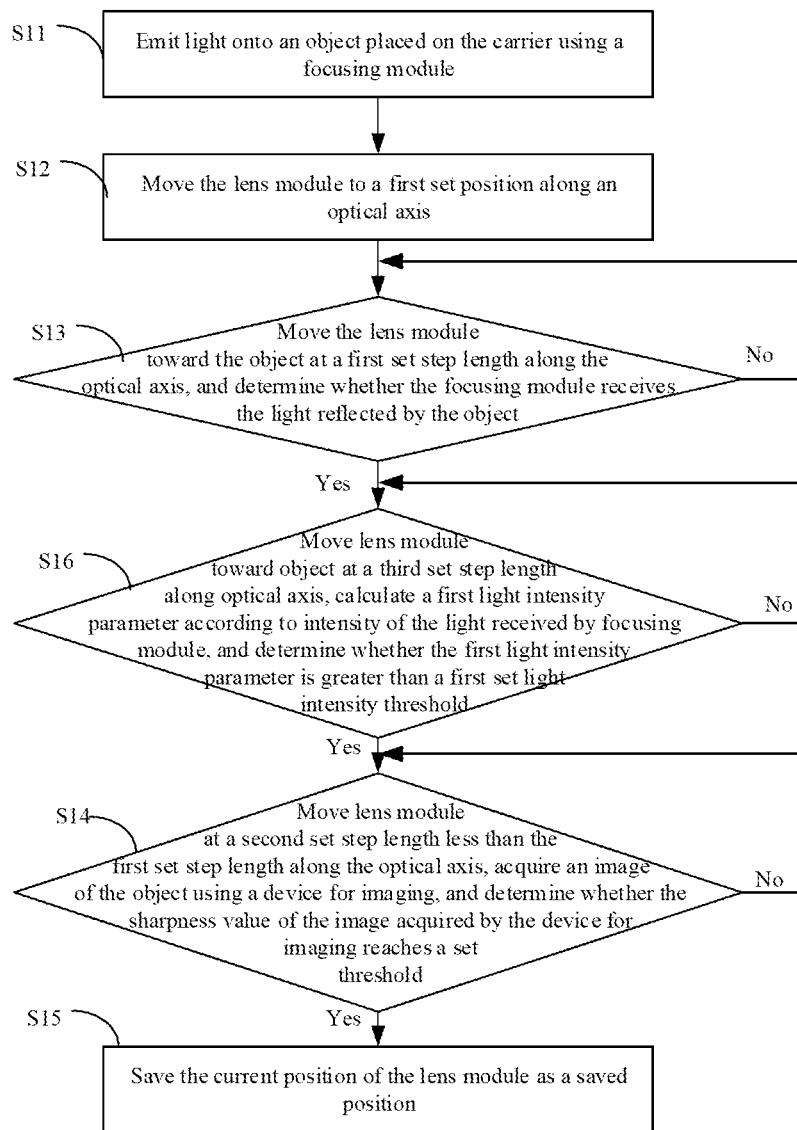 S11
Emit light onto an object placed on the carrier using a
focusing module
S12
Move the lens module to a first set position along an
optical axis
S13
Move the lens module
toward the object at a first set step length along the
optical axis, and determine whether the focusing module receives
the light reflected by the object
No
Yes
S16
Move lens module
toward object at a third set step length
along optical axis, calculate a first light intensity
parameter according to intensity of the light received by focusing
module, and determine whether the first light intensity
parameter is greater than a first set light
intensity threshold
No
Yes
S14
Move lens module
at a second set step length less than the
first set step length along the optical axis, acquire an image
of the object using a device for imaging, and determine whether the
sharpness value of the image acquired by the device for
imaging reaches a set
threshold
No
Yes
S15
Save the current position of the lens module as a saved
position